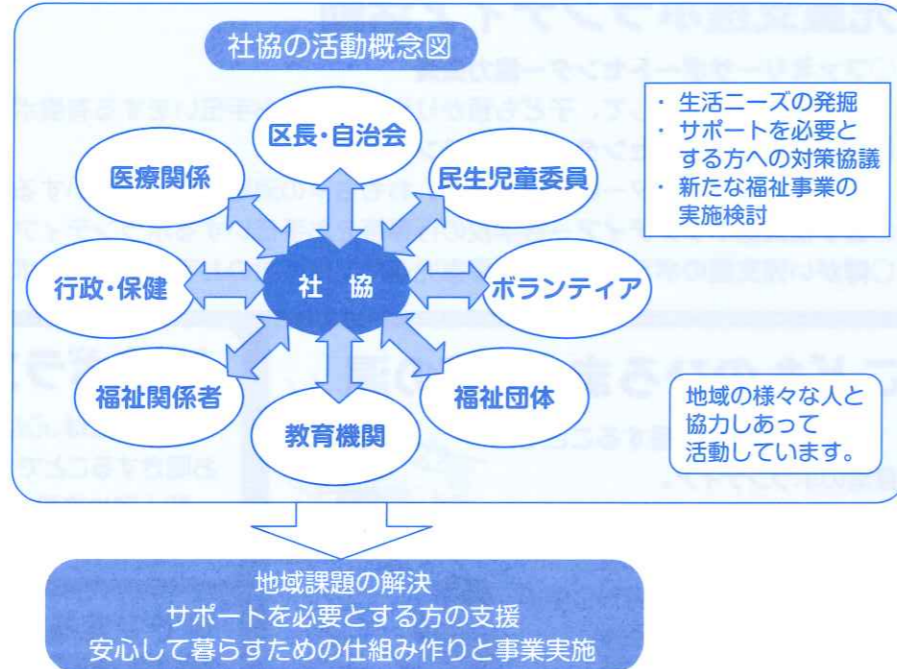 社協の活動概念図
区長・自治会
医療関係
民生児童委員
行政・保健
社 協
ボランティア
福祉関係者
教育機関
福祉団体
・ 生活ニーズの発掘
・ サポートを必要と
する方への対策協議
・ 新たな福祉事業の
実施検討
地域の様々な人と
協力しあって
活動しています。
地域課題の解決
サポートを必要とする方の支援
安心して暮らすための仕組み作りと事業実施